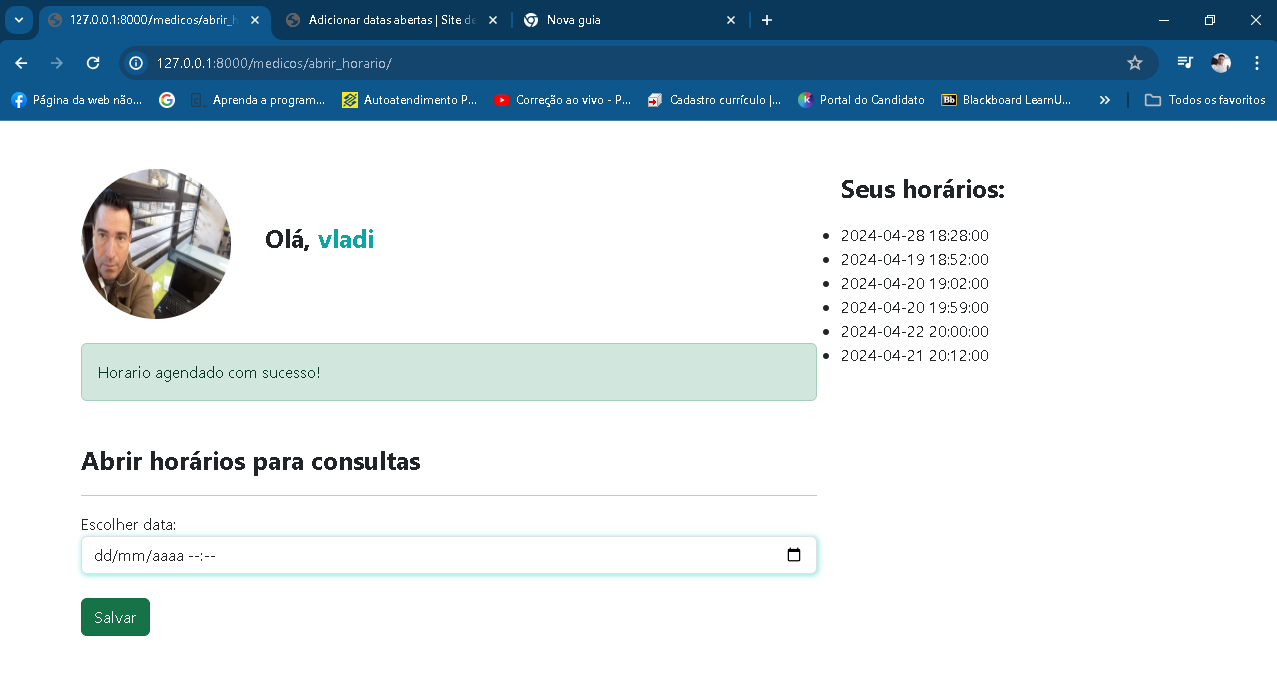 127.0.0.1:8000/medicos/abrir_h
Adicionar datas abertas | Site de
Nova guia
127.0.0.1:8000/medicos/abrir_horario/
Página da web não...
Aprenda a program...
Autoatendimento P...
Correção ao vivo - P...
Cadastro currículo |...
Portal do Candidato
Bb
Blackboard LearnU...
Todos os favoritos
Olá, vladi
Horario agendado com sucesso!
Abrir horários para consultas
Escolher data:
dd/mm/aaaa --:--
Salvar
Seus horários:
2024-04-28 18:28:00
2024-04-19 18:52:00
2024-04-20 19:02:00
2024-04-20 19:59:00
2024-04-22 20:00:00
2024-04-21 20:12:00